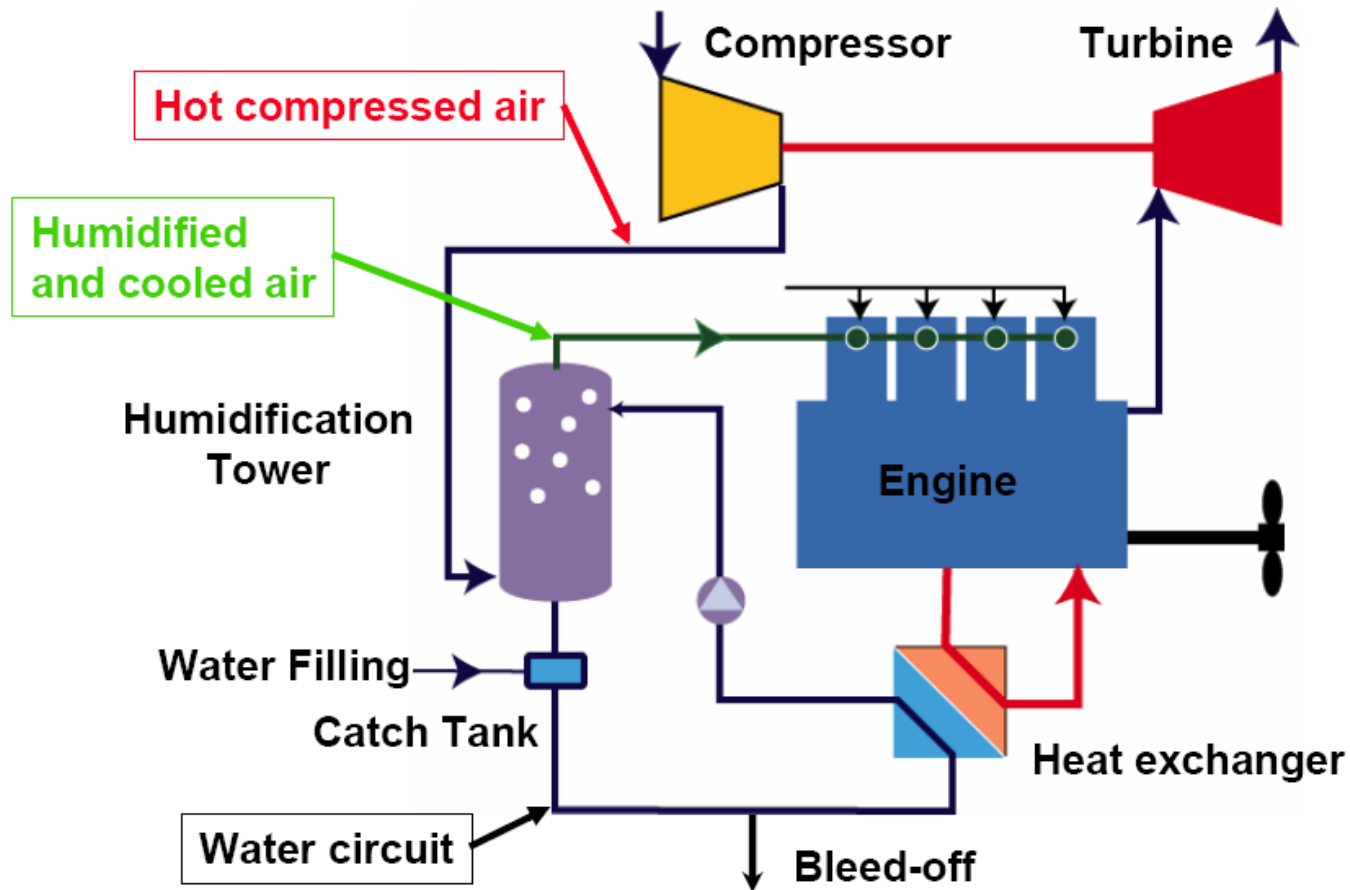 Compressor
Turbine
Hot compressed air
Humidified
and cooled air
Humidification
Tower
Engine
Water Filling
Catch Tank
Heat exchanger
Water circuit
Bleed-off